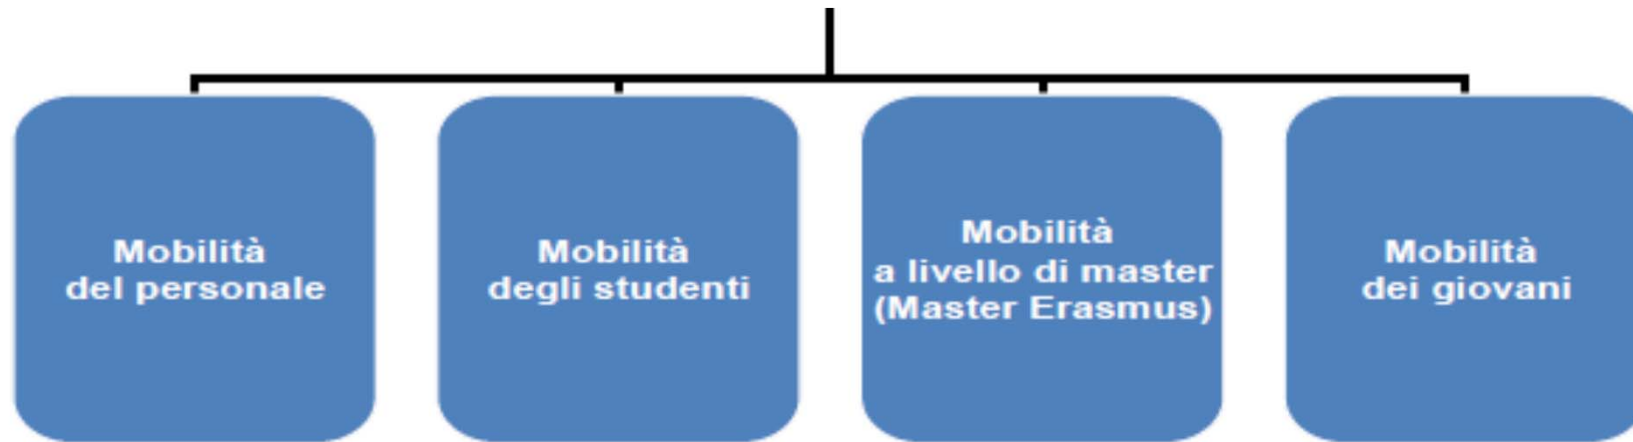 Mobilità
del personale
Mobilità
degli studenti
Mobilità
a livello di master
(Master Erasmus)
Mobilità
dei giovani